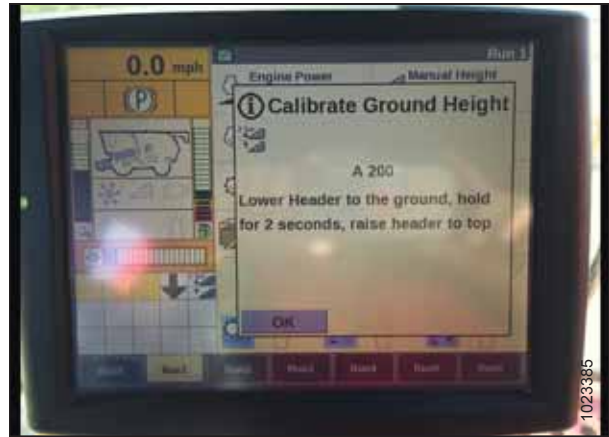 0.0 mph
Run 1
Engine Power
Manual Height
(P)
Calibrate Ground Height
A 200
Lower Header to the ground, hold
for 2 seconds, raise header to top
OK
1023385